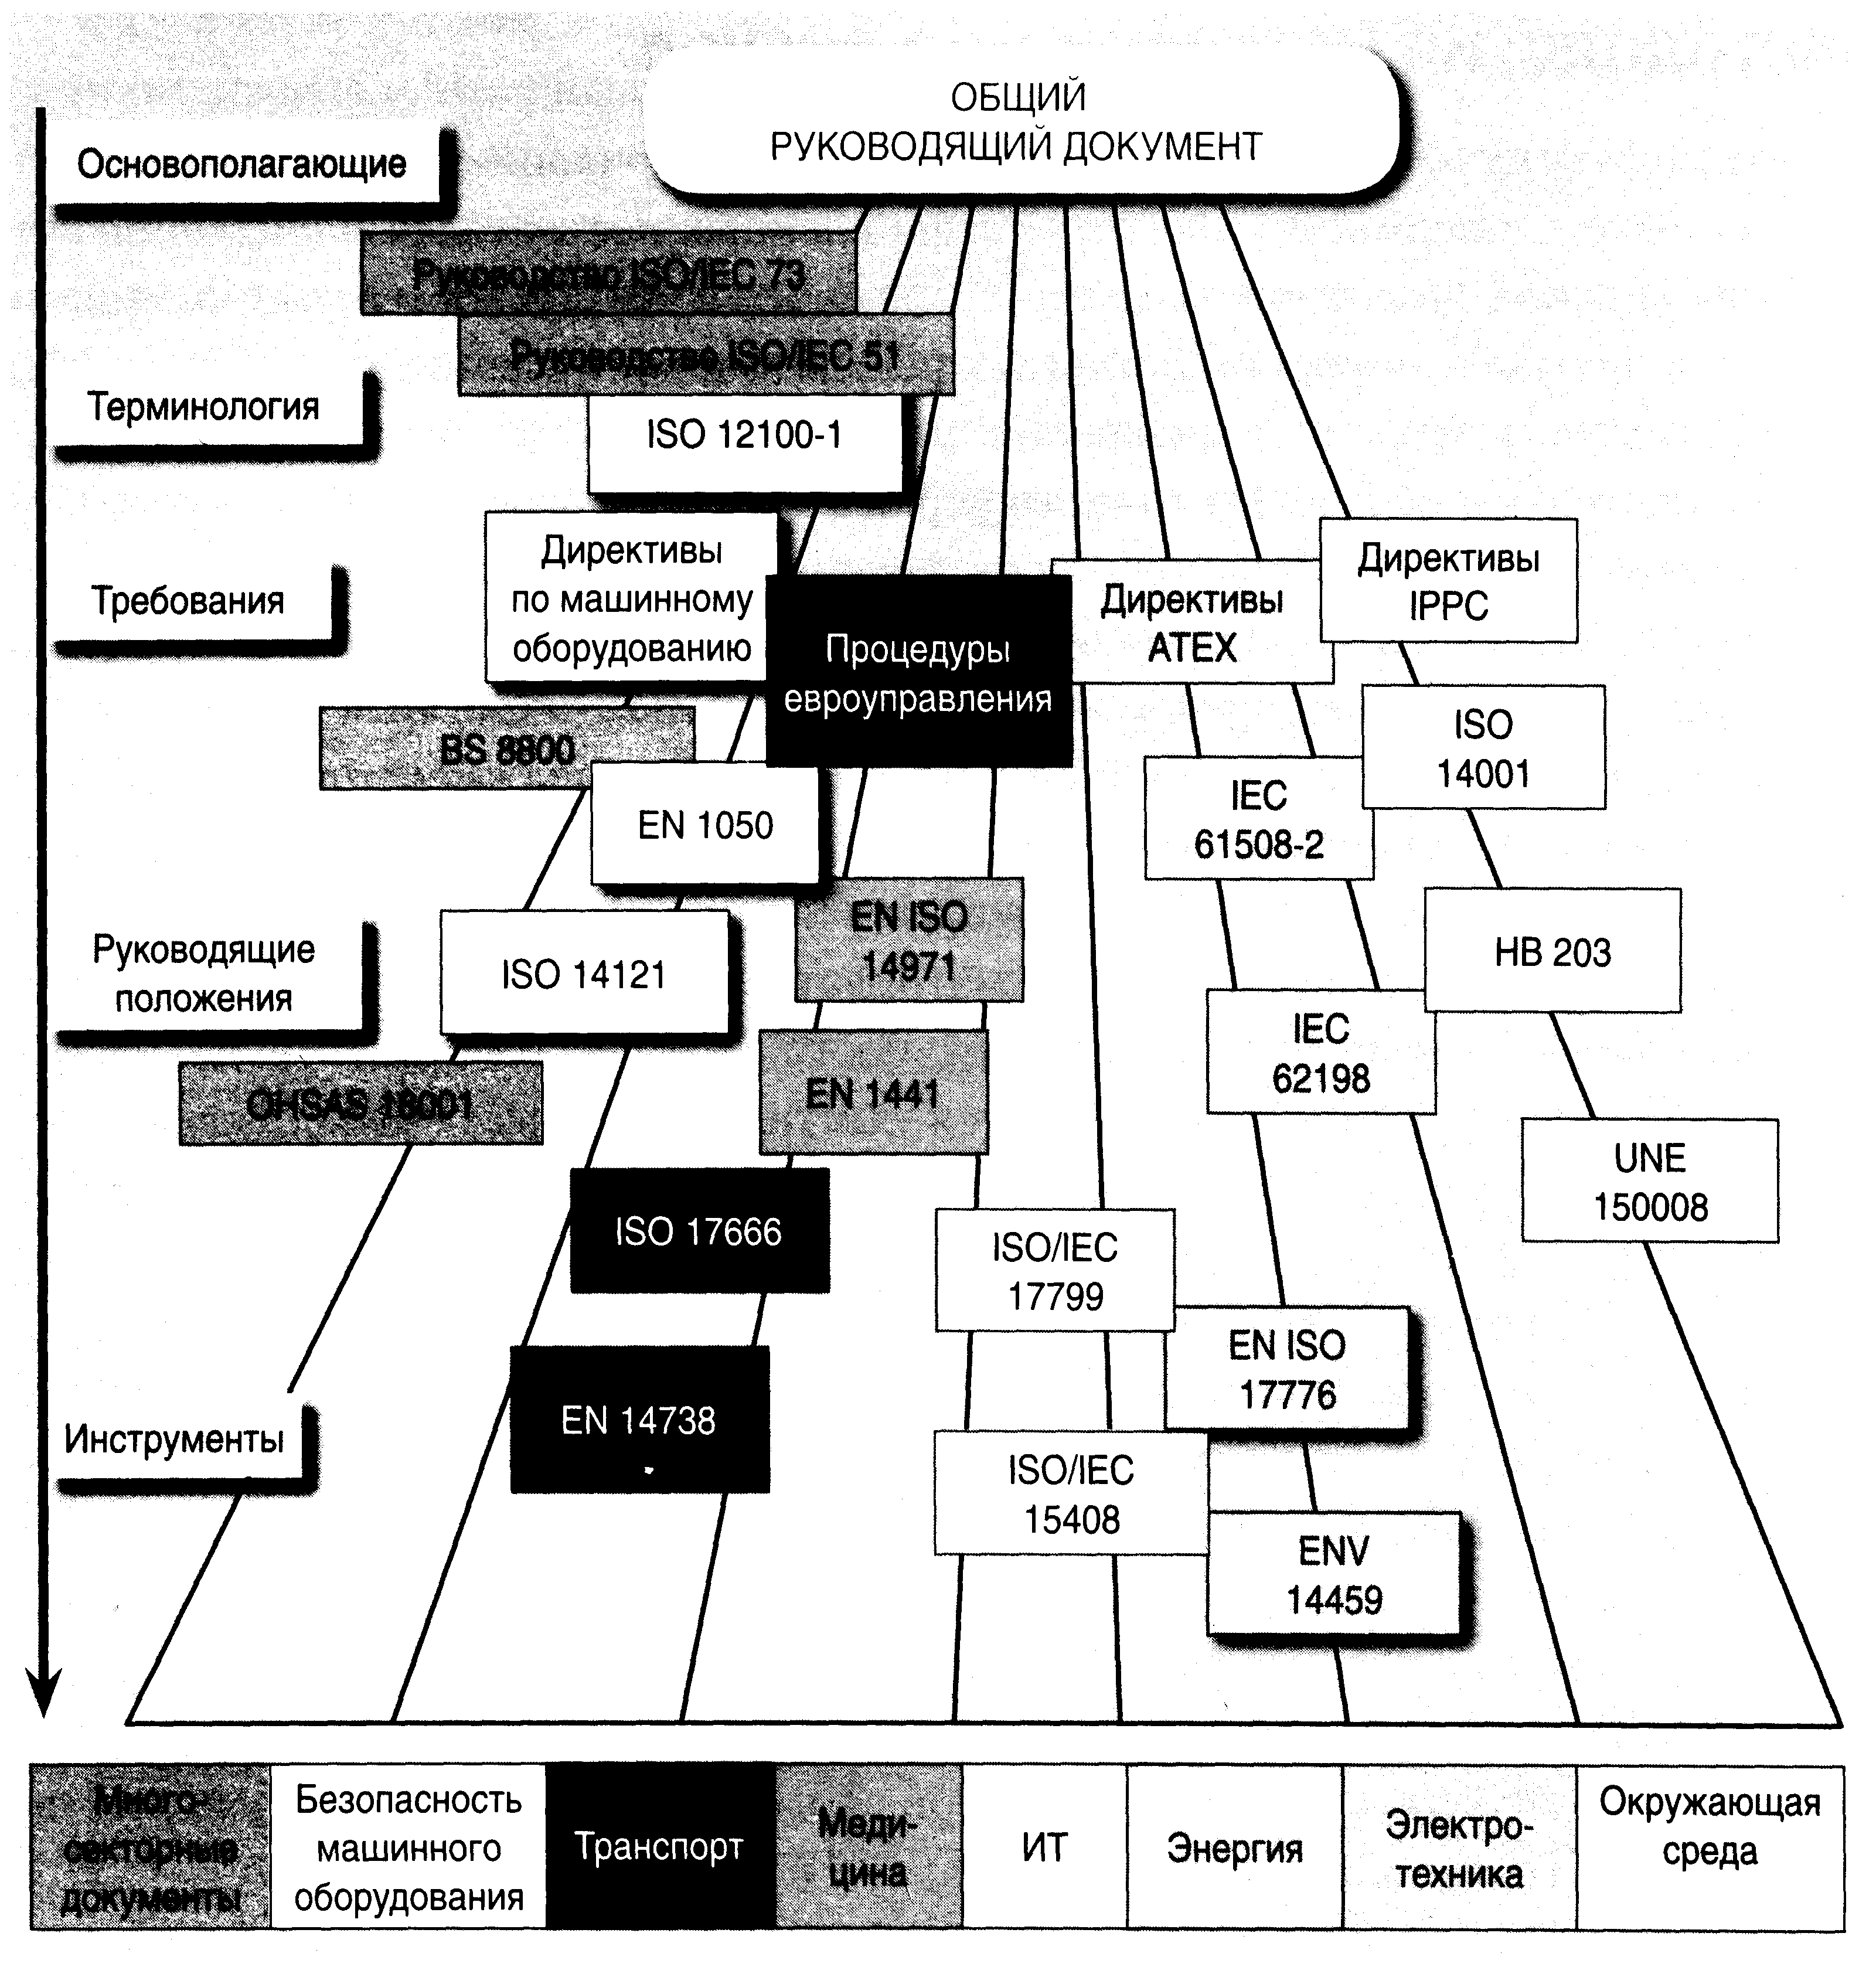 ОБЩИЙ
РУКОВОДЯЩИЙ ДОКУМЕНТ
Основополагающие
Руководство ISO/IEC 73
Руководство ISO/IEC 51
Терминология
ISO 12100-1
Директивы
по машинному
оборудованию
Требования
Процедуры
евроуправления
Директивы
ATEX
Директивы
IPPC
BS 8800
ISO
14001
EN 1050
IEC
61508-2
Руководящие
положения
ISO 14121
EN ISO
14971
HB 203
IEC
62198
OHSAS 18001
EN 1441
UNE
150008
ISO 17666
ISO/IEC
17799
EN ISO
17776
Инструменты
EN 14738
ISO/IEC
15408
ENV
14459
Много-
секторные
документы
Безопасность
машинного
оборудования
Транспорт
Меди-
цина
ИТ
Энергия
Электро-
техника
Окружающая
среда